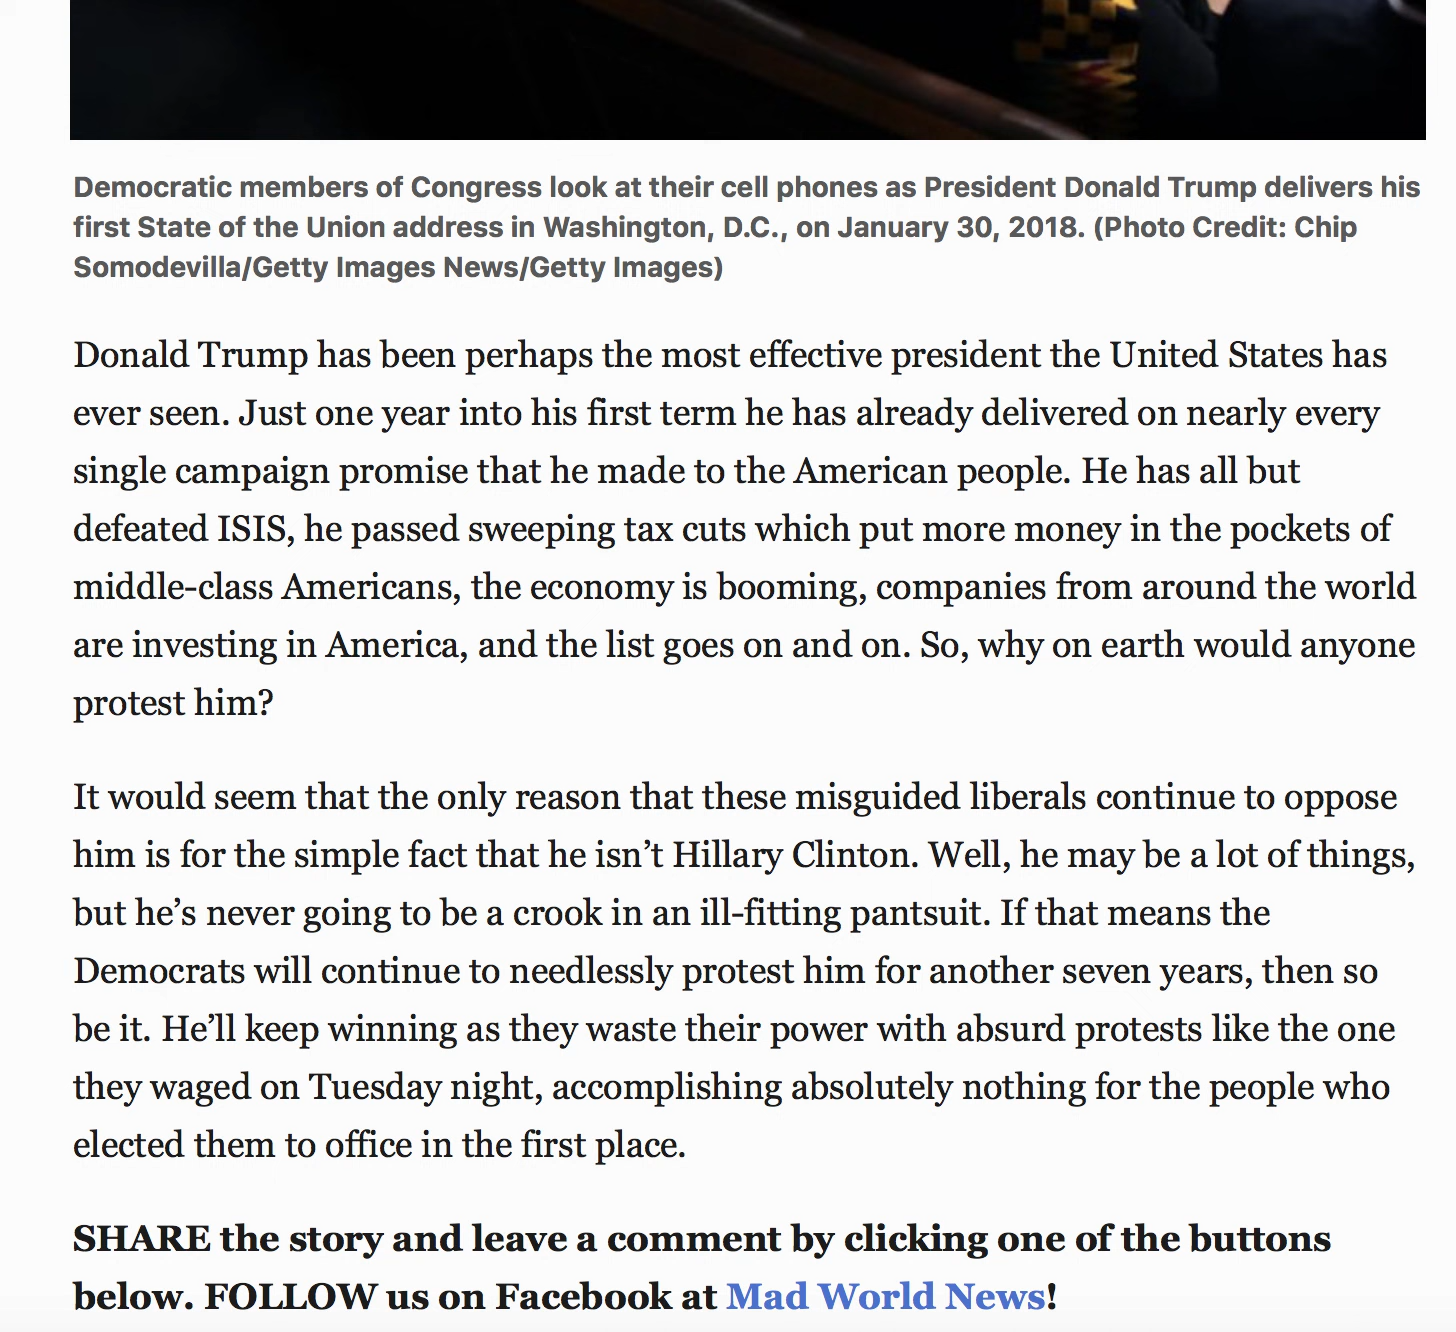 Democratic members of Congress look at their cell phones as President Donald Trump delivers his
first State of the Union address in Washington, D.C., on January 30, 2018. (Photo Credit: Chip
Somodevilla/Getty Images News/Getty Images)
Donald Trump has been perhaps the most effective president the United States has
ever seen. Just one year into his first term he has already delivered on nearly every
single campaign promise that he made to the American people. He has all but
defeated ISIS, he passed sweeping tax cuts which put more money in the pockets of
middle-class Americans, the economy is booming, companies from around the world
are investing in America, and the list goes on and on. So, why on earth would anyone
protest him?
It would seem that the only reason that these misguided liberals continue to oppose
him is for the simple fact that he isn’t Hillary Clinton. Well, he may be a lot of things,
but he’s never going to be a crook in an ill-fitting pantsuit. If that means the
Democrats will continue to needlessly protest him for another seven years, then so
be it. He’ll keep winning as they waste their power with absurd protests like the one
they waged on Tuesday night, accomplishing absolutely nothing for the people who
elected them to office in the first place.
SHARE the story and leave a comment by clicking one of the buttons
below. FOLLOW us on Facebook at Mad World News!